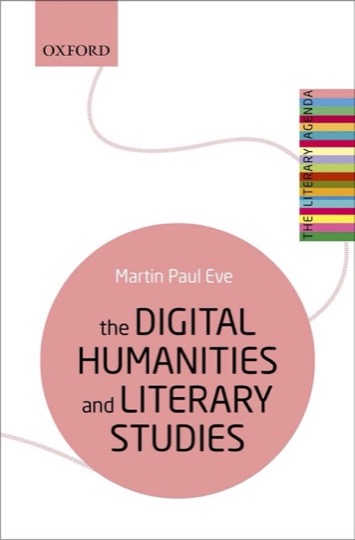 OXFORD
THE LITERARY AGENDA
Martin Paul Eve
the DIGITAL
HUMANITIES
and LITERARY
STUDIES